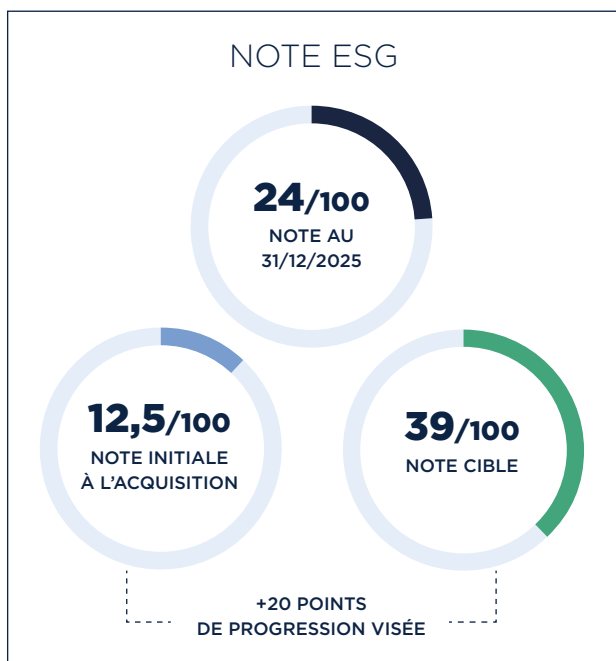 NOTE ESG
24/100
NOTE AU
31/12/2025
12,5/100
NOTE INITIALE
À L'ACQUISITION
39/100
NOTE CIBLE
+20 POINTS
DE PROGRESSION VISÉE